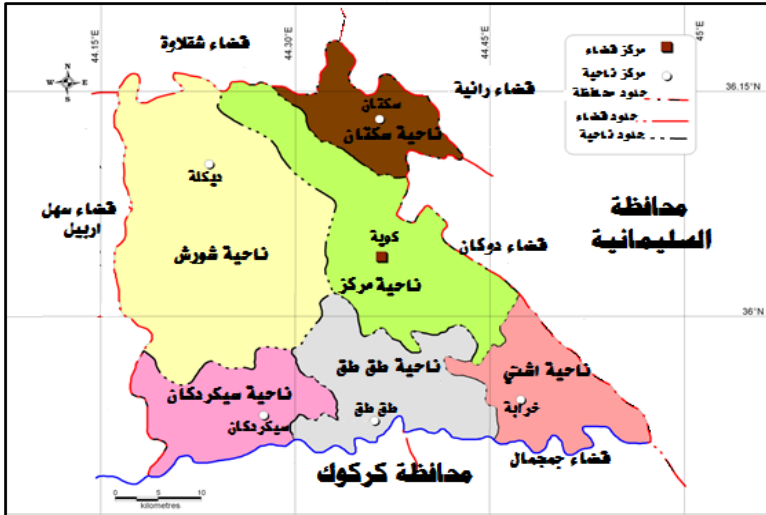 44.15
44.30
44.45
45°E
قضاء شقلاوة
N
W E
S
مركز قضاء
مركز ناحية
حدود محافظة
حدود قضاء
حدود ناحية
36.15°N
قضاء رانية
سكتان
ناحية سكتان
ديكلة
قضاء سهل
اربيل
محافظة
السليمانية
قضاء دوكان
كوية
ناحية شورش
ناحية مركز
36°N
ناحية طق طق
ناحية اشتي
ناحية سيكردكان
خرابة
طق طق
سيكردكان
قضاء جمجمال
محافظة كركوك
0 5 10
kilometres